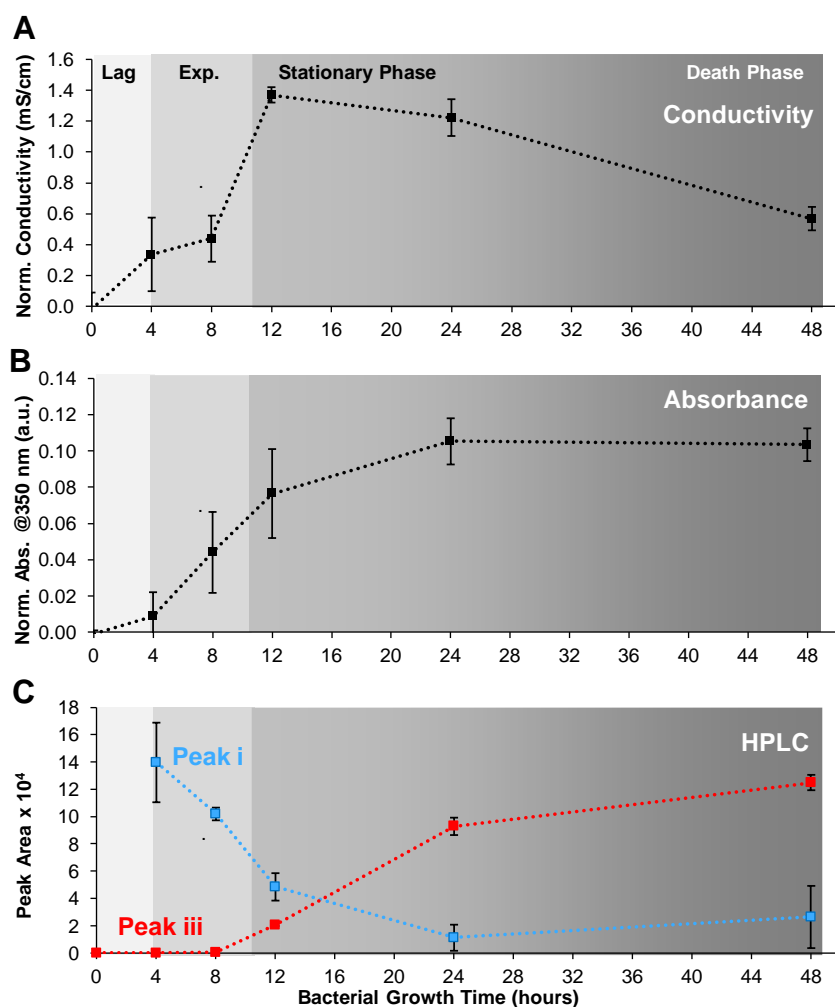 A
Norm. Conductivity (mS/cm)
1.6
1.4
1.2
1.0
0.8
0.6
0.4
0.2
0.0
Lag Exp. Stationary Phase Death Phase
Conductivity
0 4 8 12 16 20 24 28 32 36 40 44 48
B
Norm. Abs. @350 nm (a.u.)
0.14
0.12
0.10
0.08
0.06
0.04
0.02
0.00
Absorbance
0 4 8 12 16 20 24 28 32 36 40 44 48
C
Peak Area x 10⁴
18
16
14
12
10
8
6
4
2
0
Peak i
HPLC
Peak iii
0 4 8 12 16 20 24 28 32 36 40 44 48
Bacterial Growth Time (hours)